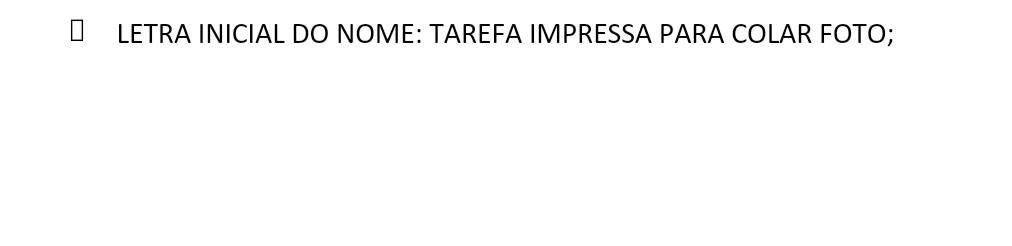 LETRA INICIAL DO NOME: TAREFA IMPRESSA PARA COLAR FOTO;